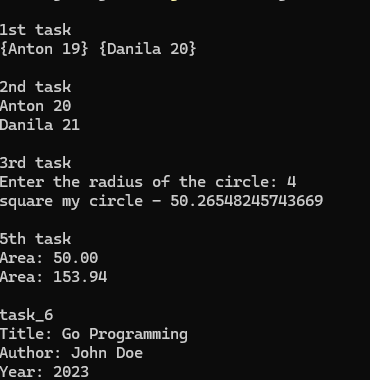 1st task
{Anton 19} {Danila 20}
2nd task
Anton 20
Danila 21
3rd task
Enter the radius of the circle: 4
square my circle – 50.26548245743669
5th task
Area: 50.00
Area: 153.94
task_6
Title: Go Programming
Author: John Doe
Year: 2023